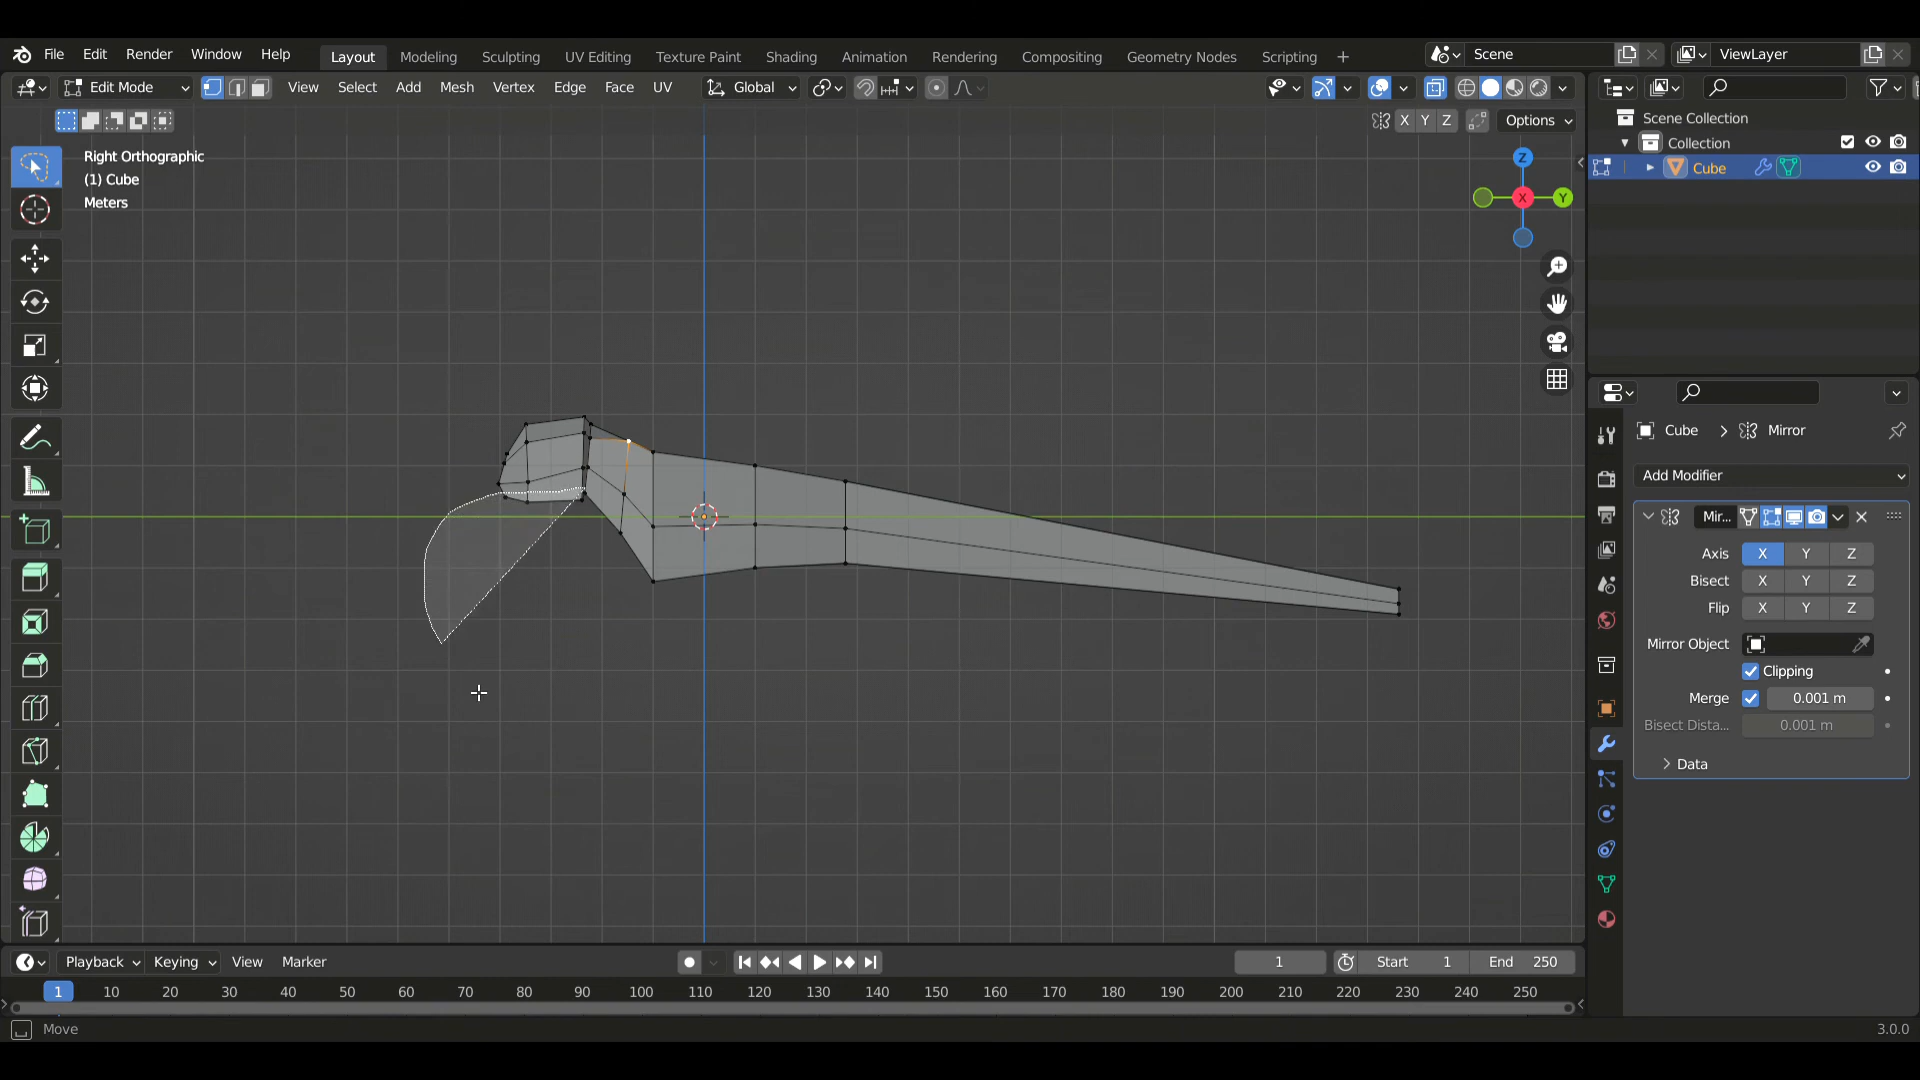 File Edit Render Window Help Layout Modeling Sculpting UV Editing Texture Paint Shading Animation Rendering Compositing Geometry Nodes Scripting + Scene ViewLayer
Edit Mode View Select Add Mesh Vertex Edge Face UV Global
X Y Z Options
Right Orthographic
(1) Cube
Meters
Z
X Y
Scene Collection
Collection
Cube
Cube > Mirror
Add Modifier
Mir...
Axis X Y Z
Bisect X Y Z
Flip X Y Z
Mirror Object
Clipping
Merge 0.001 m
Bisect Dista... 0.001 m
Data
Playback Keying View Marker 1 Start 1 End 250
1 10 20 30 40 50 60 70 80 90 100 110 120 130 140 150 160 170 180 190 200 210 220 230 240 250
Move 3.0.0